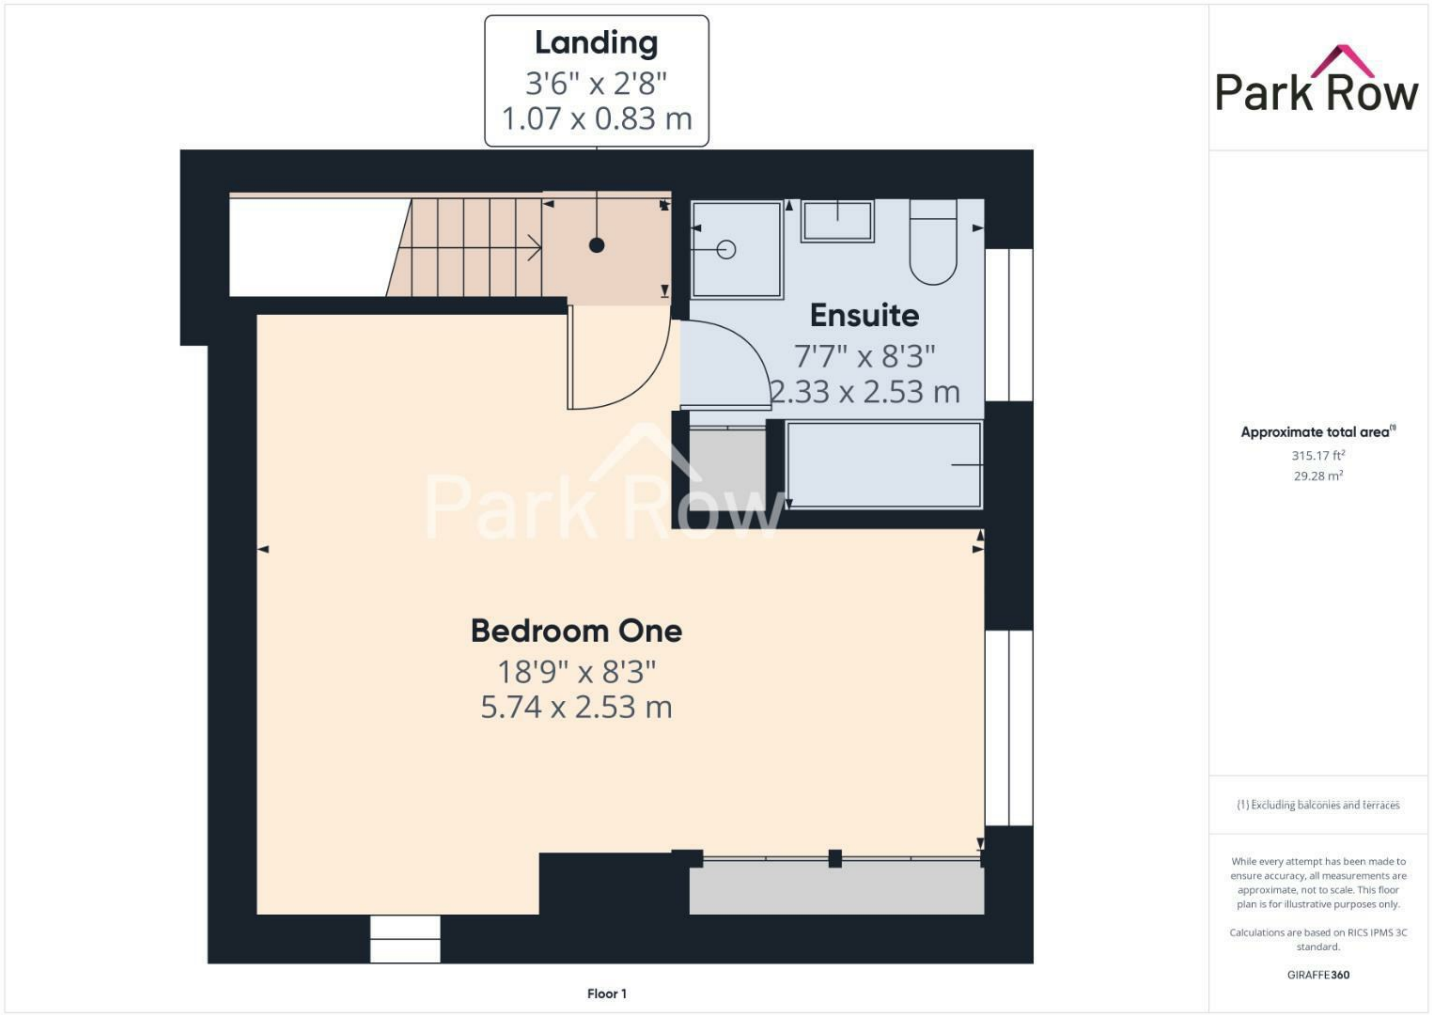 Landing
3'6" x 2'8"
1.07 x 0.83 m
Ensuite
7'7" x 8'3"
2.33 x 2.53 m
Park Row
Bedroom One
18'9" x 8'3"
5.74 x 2.53 m
Floor 1
Park Row
Approximate total area⁽¹⁾
315.17 ft²
29.28 m²
(1) Excluding balconies and terraces
While every attempt has been made to
ensure accuracy, all measurements are
approximate, not to scale. This floor
plan is for illustrative purposes only.
Calculations are based on RICS IPMS 3C
standard.
GIRAFFE360